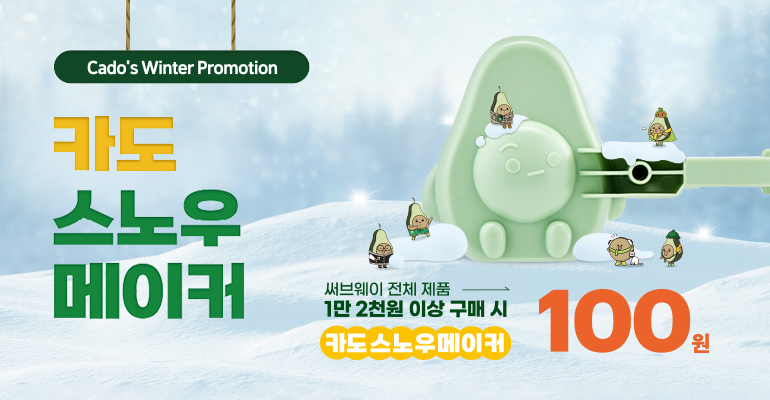 Cado's Winter Promotion
카도
스노우
메이커
써브웨이 전체 제품
1만 2천원 이상 구매 시
카도스노우메이커
100원